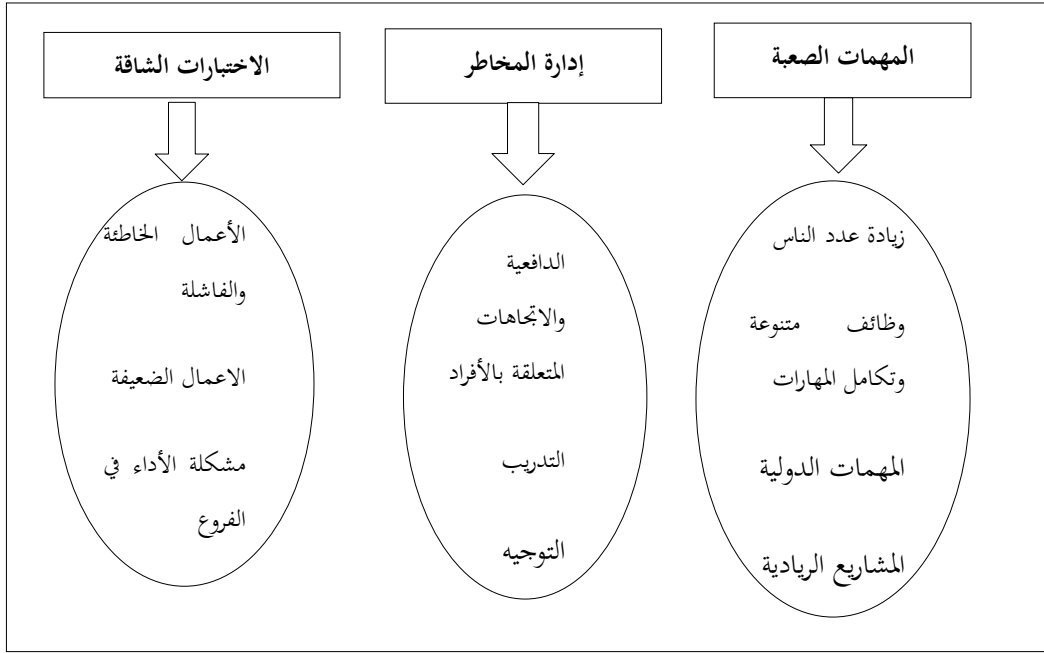 المهمات الصعبة
زيادة عدد الناس
وظائف متنوعة
وتكامل المهارات
المهمات الدولية
المشاريع الريادية
إدارة المخاطر
الدافعية
والاتجاهات
المتعلقة بالأفراد
التدريب
التوجيه
الاختبارات الشاقة
الأعمال الخاطئة
والفاشلة
الاعمال الضعيفة
مشكلة الأداء في
الفروع